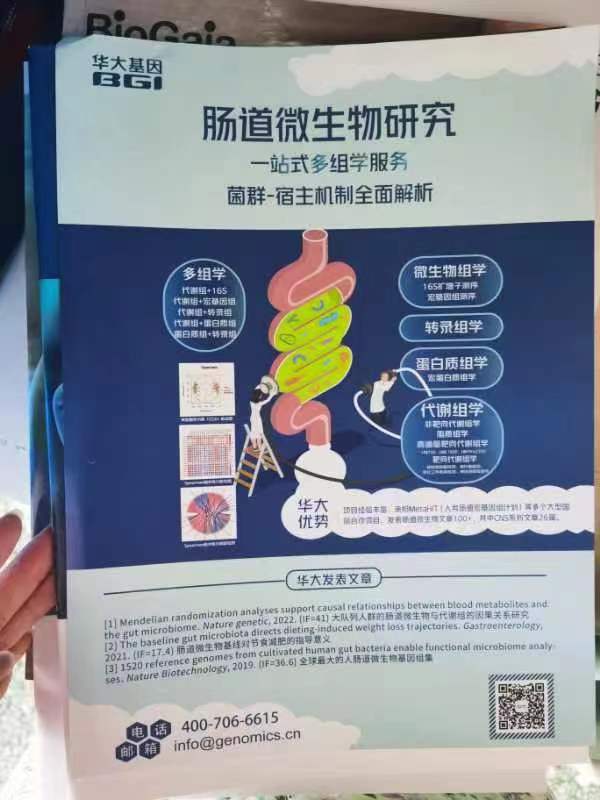 BioGaia
华大基因
BGI
肠道微生物研究
一站式多组学服务
菌群-宿主机制全面解析
多组学
代谢组+16S
代谢组+宏基因组
代谢组+转录组
代谢组+蛋白质组
蛋白质组+转录组
微生物组学
16S扩增子测序
宏基因组测序
转录组学
蛋白质组学
宏蛋白质组学
代谢组学
非靶向代谢组学
脂质组学
高通量靶向代谢组学
靶向代谢组学
华大
优势
项目经验丰富，亲招MetaHIT（人类肠道宏基因组计划）等多个大型国
际合作项目，发表肠道微生物文章100+，其中CNS系列文章26篇。
华大发表文章
[1] Mendelian randomization analyses support causal relationships between blood metabolites and
the gut microbiome. Nature genetic, 2022. (IF=41) 大队列人群的肠道微生物与代谢组的因果关系研究
[2] The baseline gut microbiota directs dieting-induced weight loss trajectories. Gastroenterology,
2021. (IF=17.4) 肠道微生物基线对节食减肥的指导意义
[3] 1520 reference genomes from cultivated human gut bacteria enable functional microbiome analy-
ses. Nature Biotechnology, 2019. (IF=36.6) 全球最大的人肠道微生物基因组集
电话
邮箱
400-706-6615
info@genomics.cn